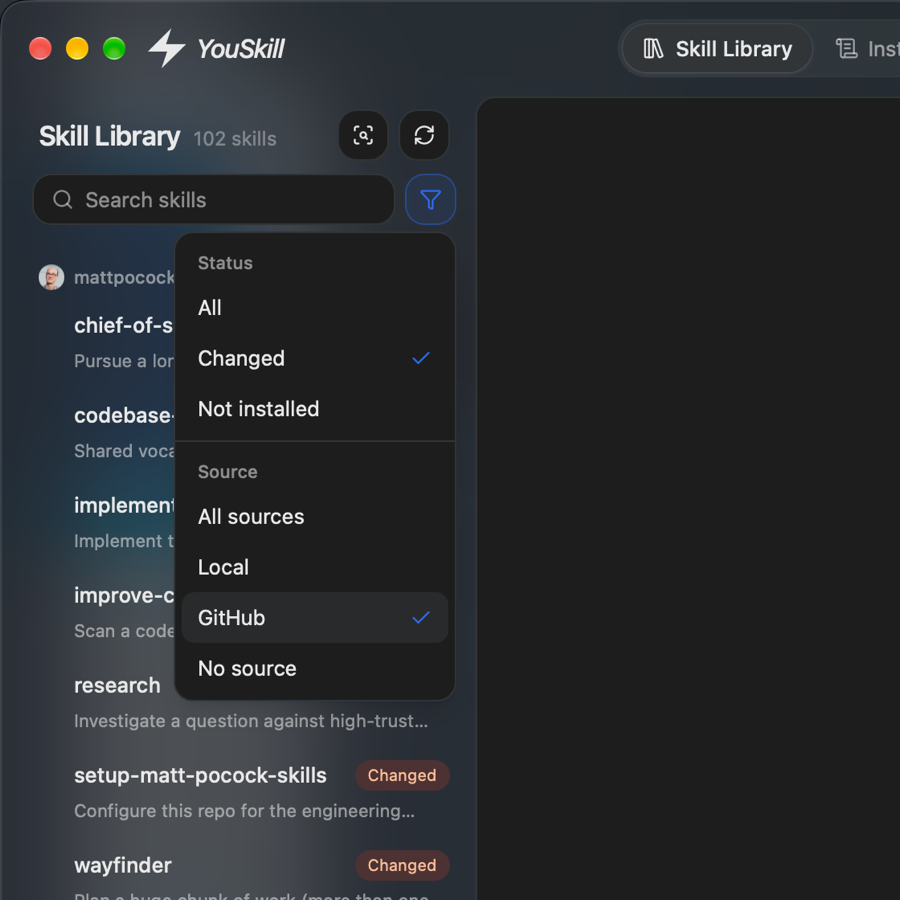 YouSkill
Skill Library
Skill Library 102 skills
Search skills
Status
mattpocock
All
chief-of-s
Pursue a lor
Changed
Not installed
codebase-
Shared voca
Source
implement
All sources
Implement t
Local
improve-c
GitHub
Scan a code
No source
research
Investigate a question against high-trust...
setup-matt-pocock-skills Changed
Configure this repo for the engineering...
wayfinder Changed